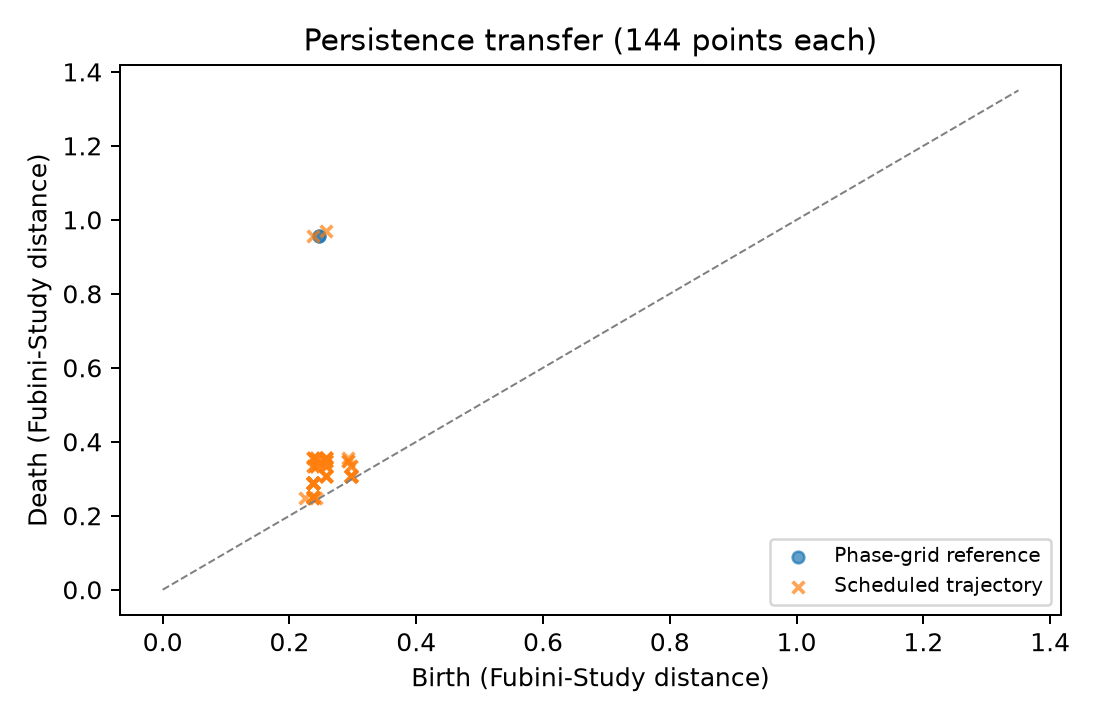 Persistence transfer (144 points each)
Death (Fubini-Study distance)
1.4
1.2
1.0
0.8
0.6
0.4
0.2
0.0
Phase-grid reference
Scheduled trajectory
0.0 0.2 0.4 0.6 0.8 1.0 1.2 1.4
Birth (Fubini-Study distance)